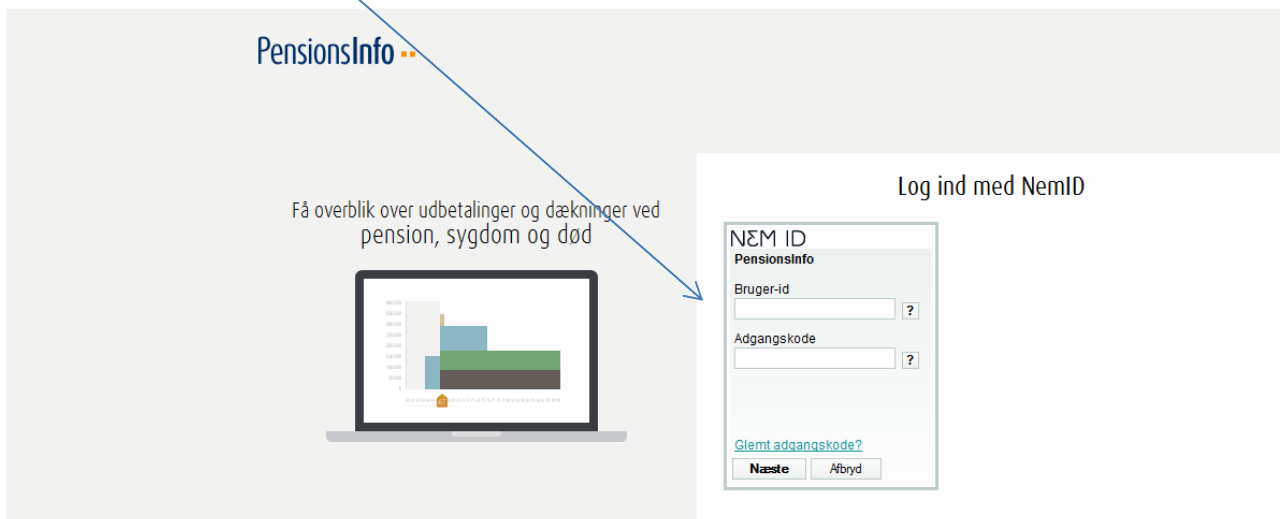 PensionsInfo
Få overblik over udbetalinger og dækninger ved
pension, sygdom og død
Log ind med NemID
NEM ID
PensionsInfo
Bruger-id
?
Adgangskode
?
Glemt adgangskode?
Næste
Afbryd